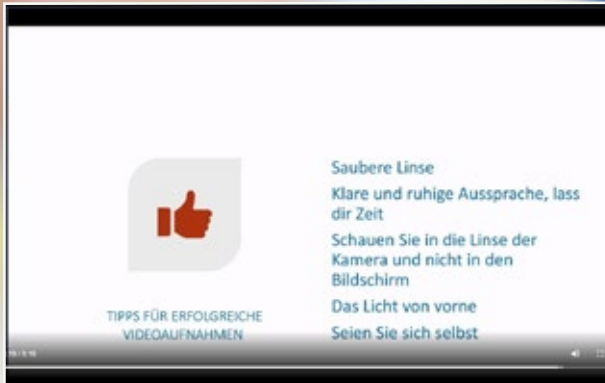 Saubere Linse
Klare und ruhige Aussprache, lass
dir Zeit
Schauen Sie in die Linse der
Kamera und nicht in den
Bildschirm
Das Licht von vorne
Seien Sie sich selbst
TIPPS FÜR ERFOLGREICHE
VIDEOAUFNAHMEN